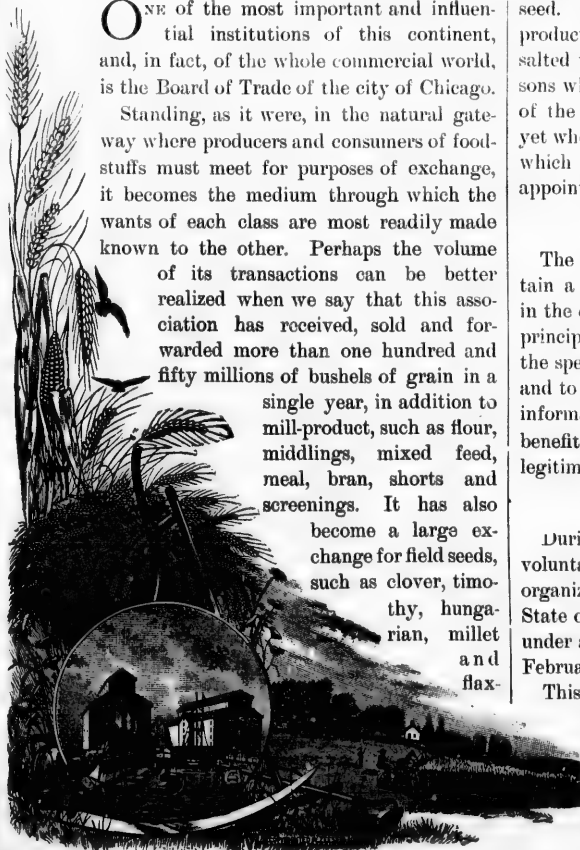 ONE of the most important and influen-
tial institutions of this continent,
and, in fact, of the whole commercial world,
is the Board of Trade of the city of Chicago.
Standing, as it were, in the natural gate-
way where producers and consumers of food-
stuffs must meet for purposes of exchange,
it becomes the medium through which the
wants of each class are most readily made
known to the other. Perhaps the volume
of its transactions can be better
realized when we say that this asso-
ciation has received, sold and for-
warded more than one hundred and
fifty millions of bushels of grain in a
single year, in addition to
mill-product, such as flour,
middlings, mixed feed,
meal, bran, shorts and
screenings. It has also
become a large ex-
change for field seeds,
such as clover, timo-
thy, hunga-
rian, millet
and
flax-
seed.
product
salted
sons w
of the
yet wh
which
appoin
The
tain a
in the
princip
the spe
and to
inform
benefit
legitim
Duri
volunta
organiz
State o
under a
Februa
This